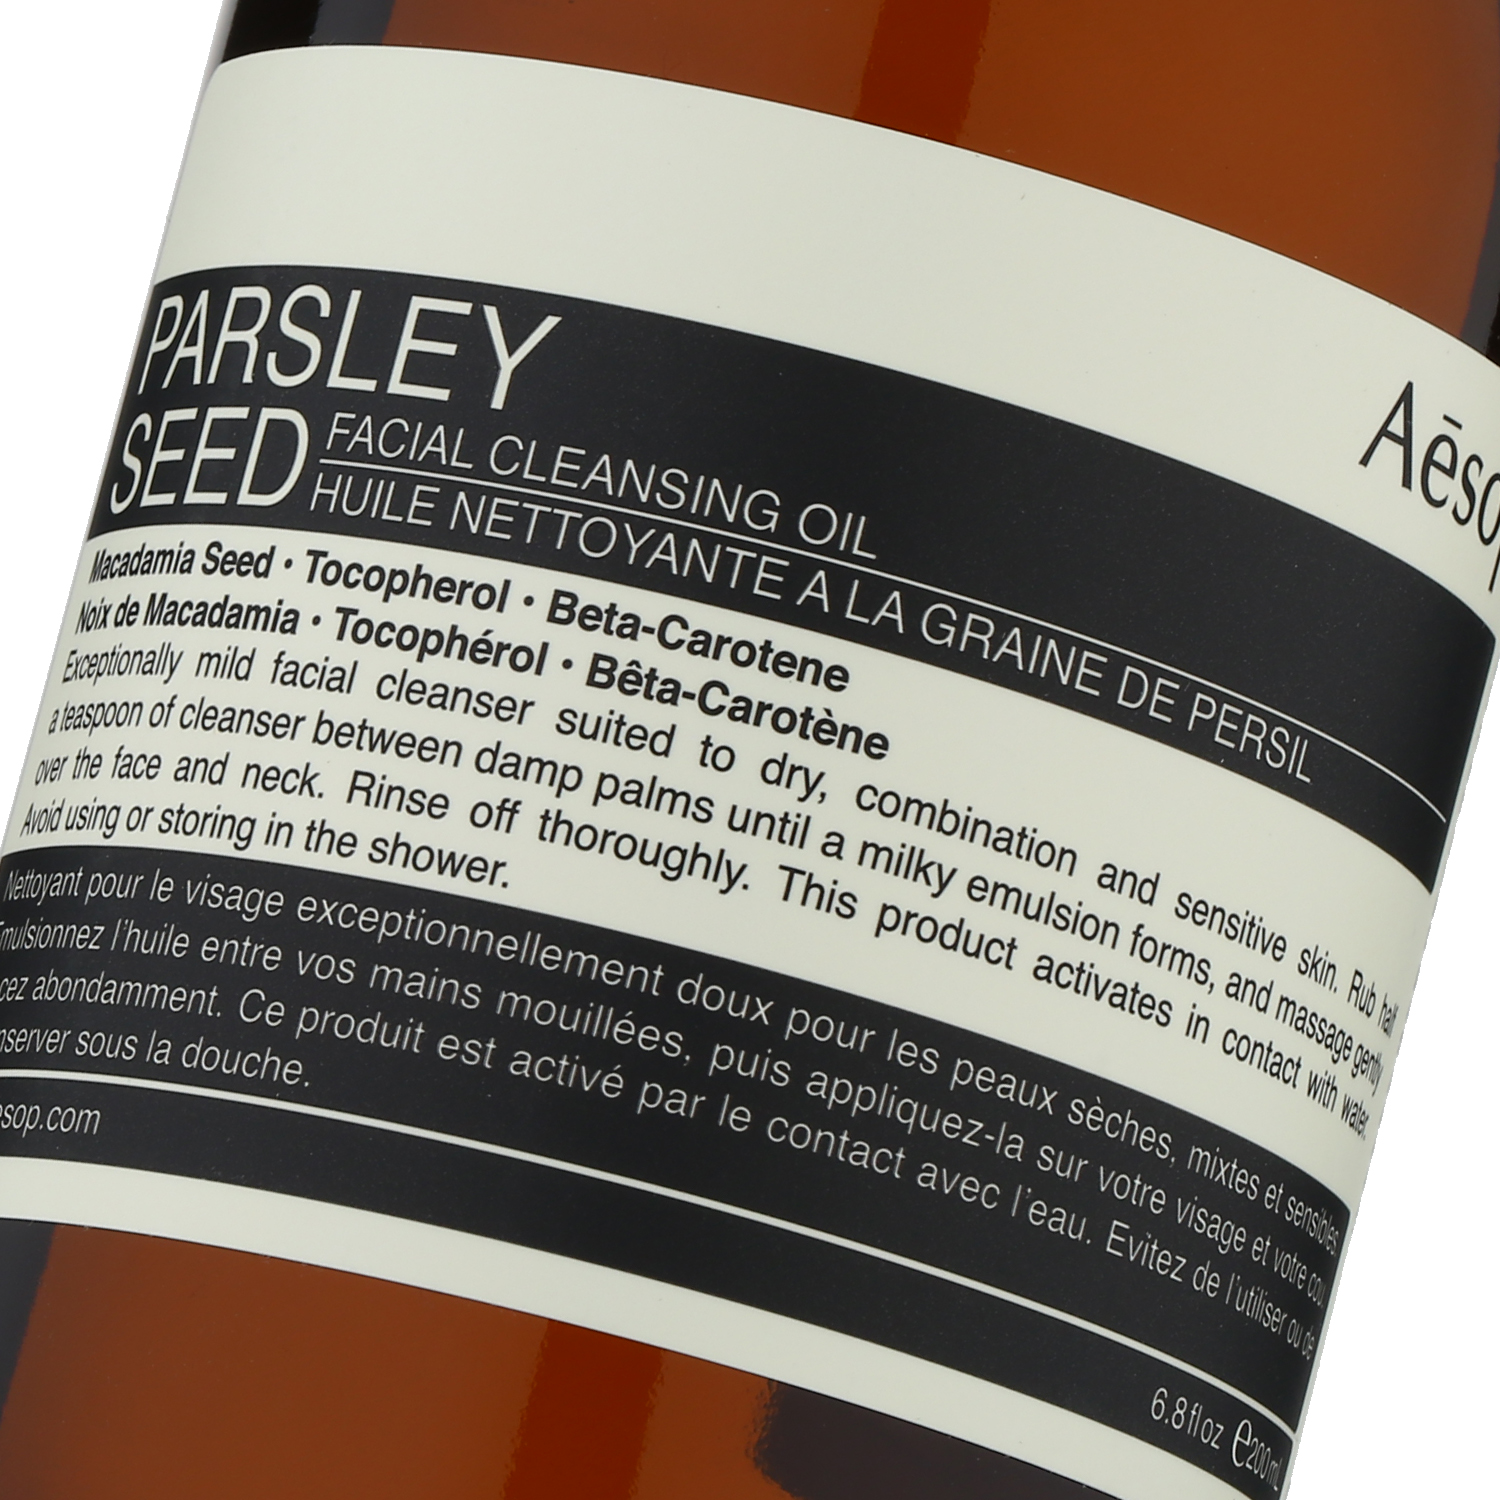 Aēsop
PARSLEY
SEED
FACIAL CLEANSING OIL
HUILE NETTOYANTE A LA GRAINE DE PERSIL
Macadamia Seed • Tocopherol • Beta-Carotene
Noix de Macadamia • Tocophérol • Bêta-Carotène
Exceptionally mild facial cleanser suited to dry, combination and sensitive skin. Rub half
a teaspoon of cleanser between damp palms until a milky emulsion forms, and massage gently
over the face and neck. Rinse off thoroughly. This product activates in contact with water.
Avoid using or storing in the shower.
Nettoyant pour le visage exceptionnellement doux pour les peaux sèches, mixtes et sensibles.
Emulsionnez l'huile entre vos mains mouillées, puis appliquez-la sur votre visage et votre cou.
cez abondamment. Ce produit est activé par le contact avec l'eau. Evitez de l'utiliser ou de
nserver sous la douche.
esop.com
6.8 fl oz e 200 mL